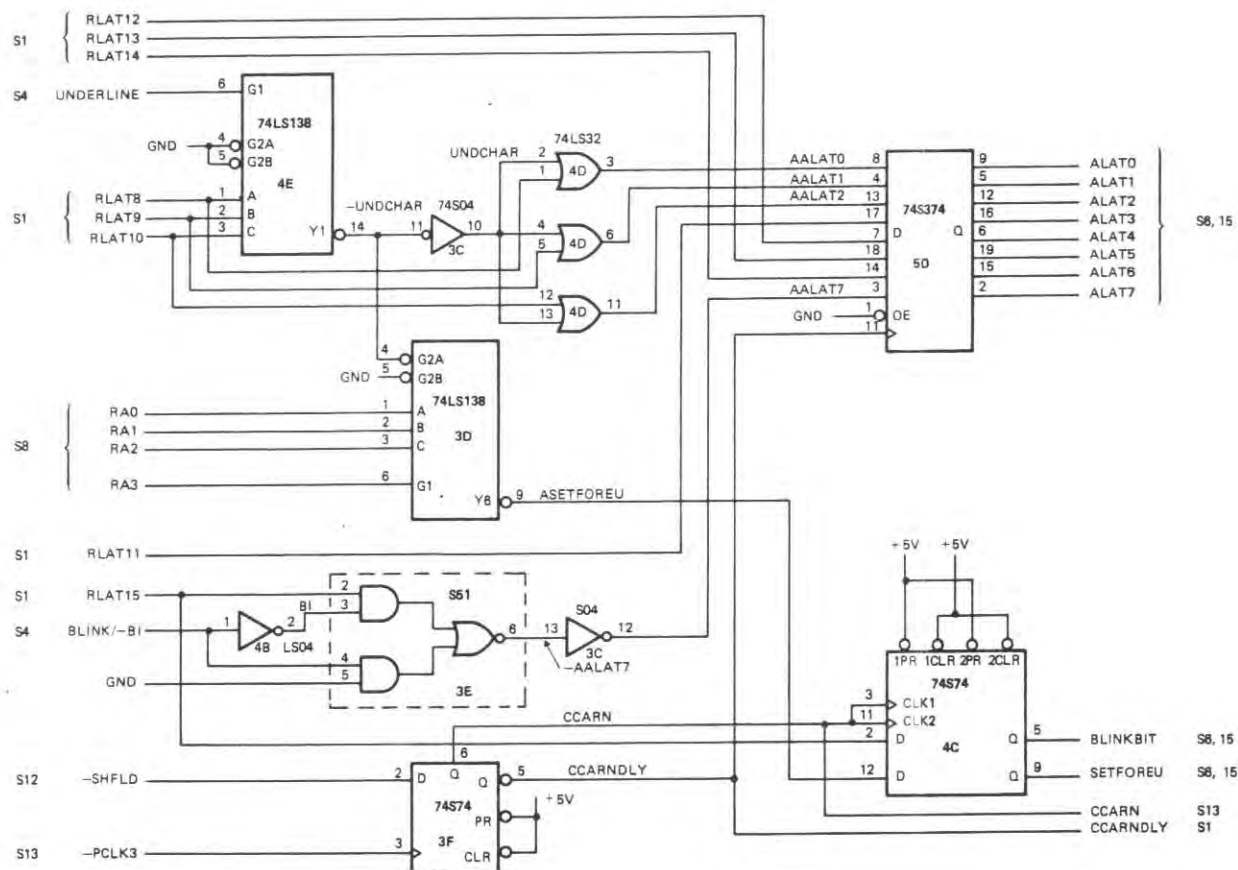 S1 RLAT12
RLAT13
RLAT14
S4 UNDERLINE 6 G1
74LS138
GND 4 G2A
5 G2B
4E
S1 RLAT8 1 A
RLAT9 2 B
RLAT10 3 C
Y1 14
-UNDCHAR
74S04
11 10
3C
UNDCHAR
74LS32
2 1 4D 3
4 5 4D 6
12 13 4D 11
AALAT0 8
AALAT1 4
AALAT2 13
17
7 D
18
14
AALAT7 3
GND 1 OE
11
74S374
Q
5D
9 ALAT0
5 ALAT1
12 ALAT2
16 ALAT3
6 ALAT4
19 ALAT5
15 ALAT6
2 ALAT7
S6, 15
4 G2A
GND 5 G2B
74LS138
S8 RA0 1 A
RA1 2 B
RA2 3 C
3D
RA3 6 G1
Y6 9 ASETFOREU
S1 RLAT11
S1 RLAT15
S4 BLINK/-BI 1 2 BI
4B LS04
GND
2
3
4
5
S51
6
3E
13 S04 12
3C
-AALAT7
+5V +5V
1PR 1CLR 2PR 2CLR
74S74
3 CLK1
11 CLK2
2 D
4C
12 D
Q 5 BLINKBIT S6, 15
Q 9 SETFOREU S6, 15
CCARN S13
CCARNDLY S1
CCARN
6
S12 -SHFLD 2 D Q Q 5 CCARNDLY
74S74
+5V
PR
3F
S13 -PCLK3 3
CLR